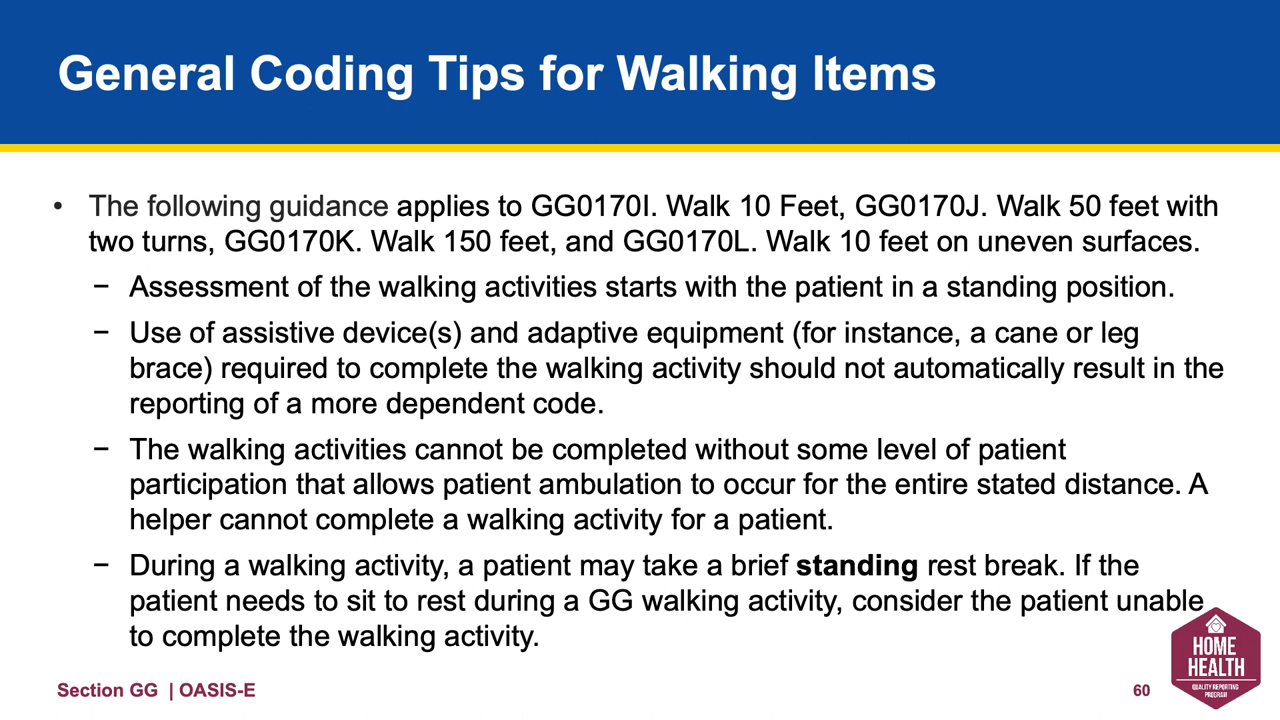 General Coding Tips for Walking Items
• The following guidance applies to GG0170I. Walk 10 Feet, GG0170J. Walk 50 feet with
two turns, GG0170K. Walk 150 feet, and GG0170L. Walk 10 feet on uneven surfaces.
− Assessment of the walking activities starts with the patient in a standing position.
− Use of assistive device(s) and adaptive equipment (for instance, a cane or leg
brace) required to complete the walking activity should not automatically result in the
reporting of a more dependent code.
− The walking activities cannot be completed without some level of patient
participation that allows patient ambulation to occur for the entire stated distance. A
helper cannot complete a walking activity for a patient.
− During a walking activity, a patient may take a brief standing rest break. If the
patient needs to sit to rest during a GG walking activity, consider the patient unable
to complete the walking activity.
Section GG | OASIS-E
60
HOME
HEALTH
QUALITY REPORTING
PROGRAM